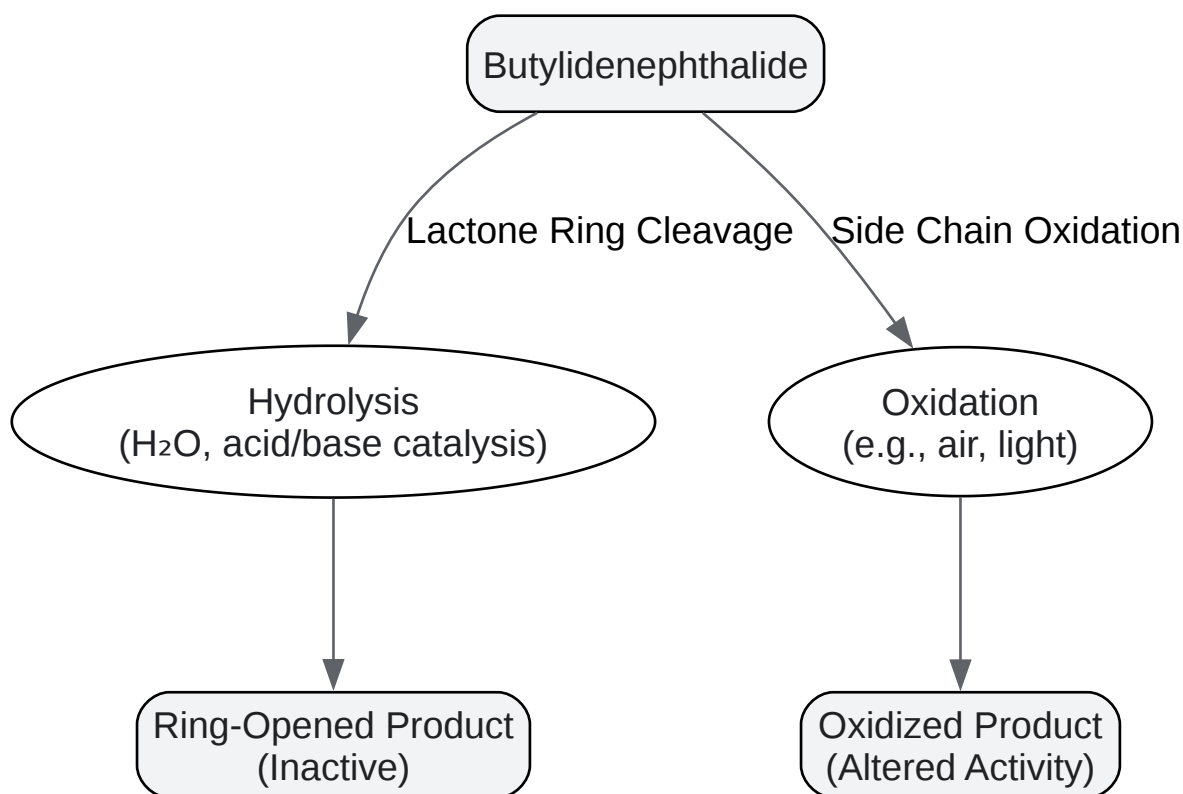 Butylidenephthalide
Lactone Ring Cleavage
Side Chain Oxidation
Hydrolysis
(H₂O, acid/base catalysis)
Oxidation
(e.g., air, light)
Ring-Opened Product
(Inactive)
Oxidized Product
(Altered Activity)